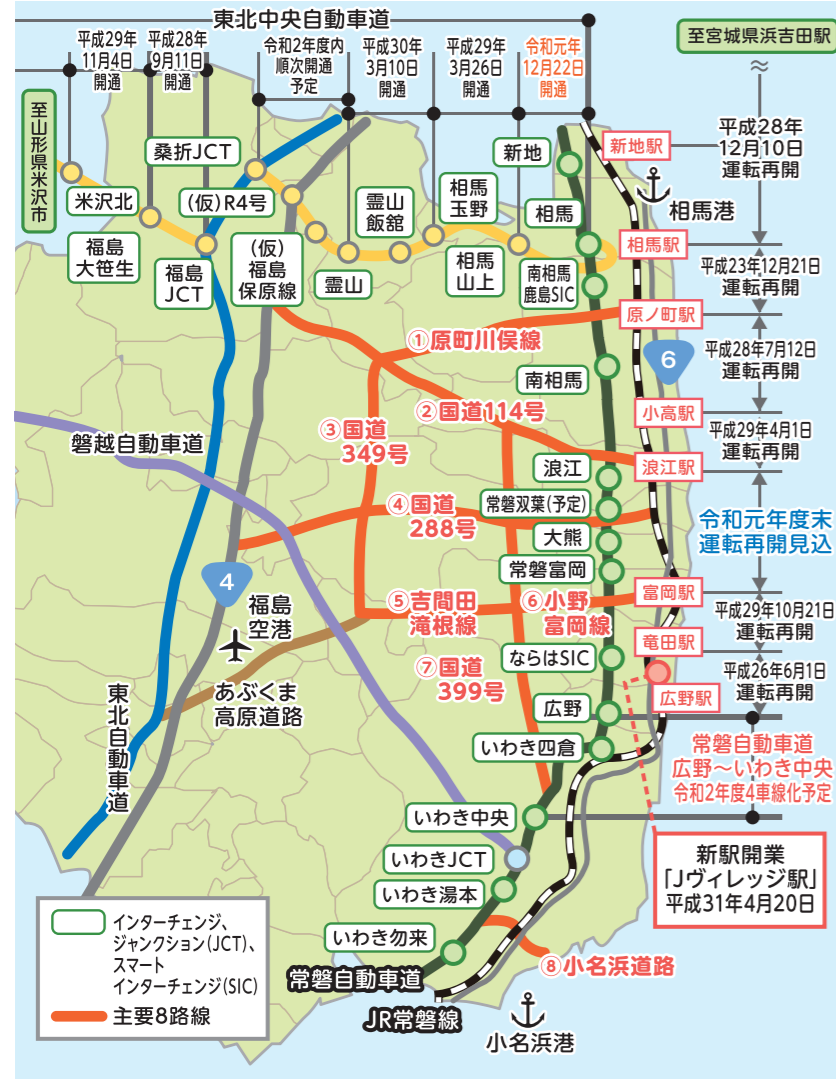 東北中央自動車道
平成29年
11月4日
開通
平成28年
9月11日
開通
令和2年度内
順次開通
予定
平成30年
3月10日
開通
平成29年
3月26日
開通
令和元年
12月22日
開通
至宮城県浜吉田駅
至山形県米沢市
桑折JCT
米沢北
(仮)R4号
福島
大笹生
福島
JCT
(仮)
福島
保原線
霊山
霊山
飯舘
相馬
玉野
相馬
山上
新地
相馬
南相馬
鹿島SIC
新地駅
相馬港
相馬駅
原ノ町駅
小高駅
浪江駅
富岡駅
竜田駅
広野駅
平成28年
12月10日
運転再開
平成23年12月21日
運転再開
平成28年7月12日
運転再開
平成29年4月1日
運転再開
令和元年度末
運転再開見込
平成29年10月21日
運転再開
平成26年6月1日
運転再開
①原町川俣線
6
南相馬
②国道114号
③国道
349号
磐越自動車道
浪江
④国道
288号
常磐双葉(予定)
大熊
常磐富岡
4
福島
空港
⑤吉間田
滝根線
⑥小野
富岡線
ならはSIC
⑦国道
399号
あぶくま
高原道路
東北自動車道
広野
いわき四倉
常磐自動車道
広野～いわき中央
令和2年度4車線化予定
いわき中央
いわきJCT
いわき湯本
いわき勿来
新駅開業
「Jヴィレッジ駅」
平成31年4月20日
⑧小名浜道路
常磐自動車道
JR常磐線
小名浜港
インターチェンジ、
ジャンクション(JCT)、
スマート
インターチェンジ(SIC)
主要8路線